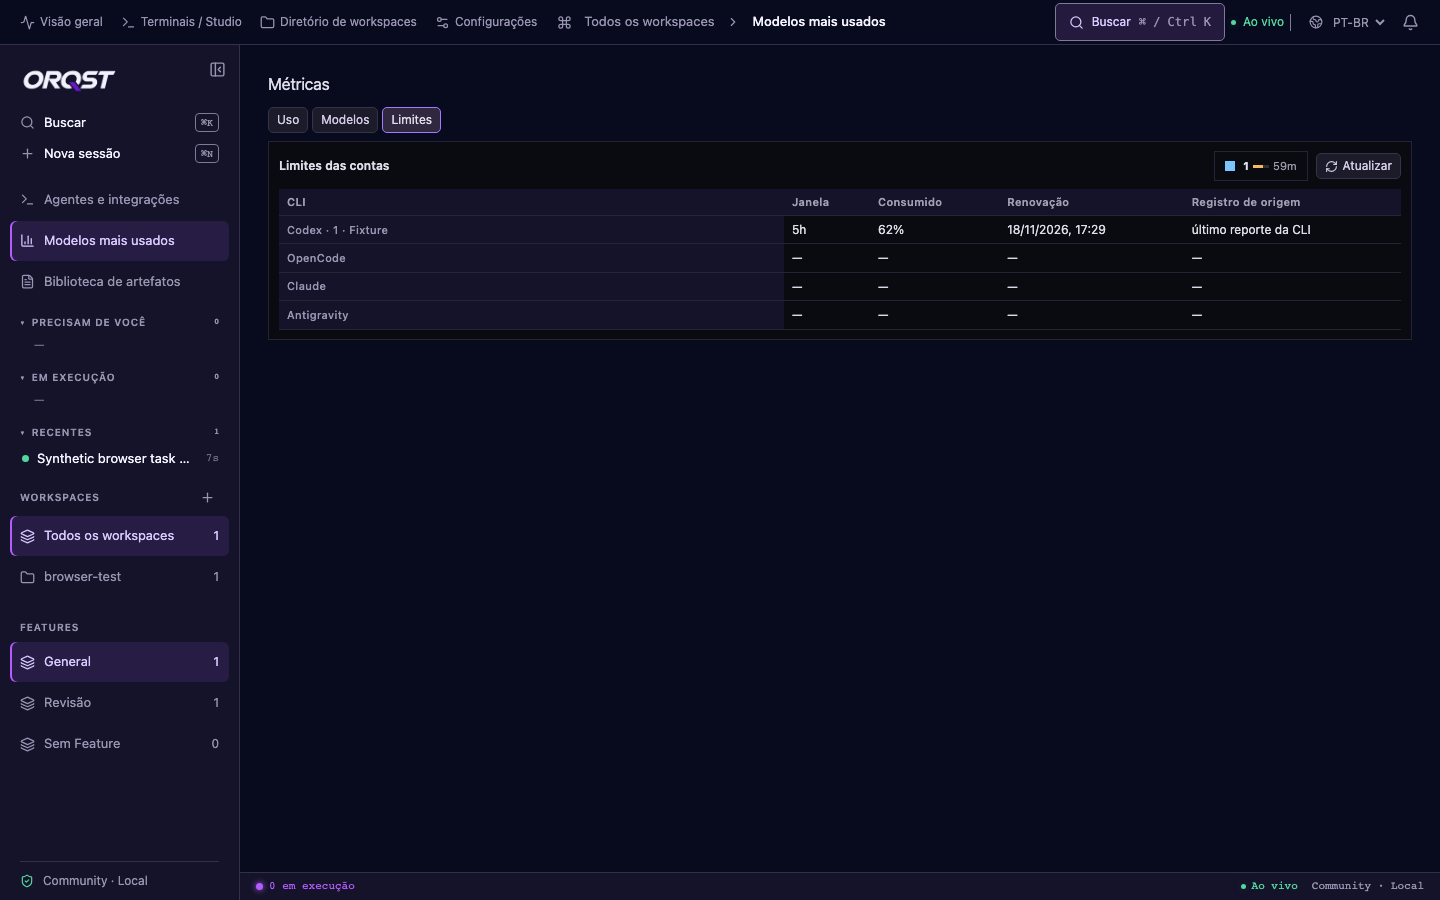 Visão geral
Terminais / Studio
Diretório de workspaces
Configurações
Todos os workspaces
Modelos mais usados
Buscar ⌘ / Ctrl K
Ao vivo
PT-BR
ORQST
Buscar ⌘K
Nova sessão ⌘N
Agentes e integrações
Modelos mais usados
Biblioteca de artefatos
PRECISAM DE VOCÊ 0
—
EM EXECUÇÃO 0
—
RECENTES 1
Synthetic browser task ... 7s
WORKSPACES
Todos os workspaces 1
browser-test 1
FEATURES
General 1
Revisão 1
Sem Feature 0
Community · Local
Métricas
Uso
Modelos
Limites
Limites das contas
1 59m
Atualizar
CLI Janela Consumido Renovação Registro de origem
Codex · 1 · Fixture 5h 62% 18/11/2026, 17:29 último reporte da CLI
OpenCode — — — —
Claude — — — —
Antigravity — — — —
0 em execução
Ao vivo Community · Local